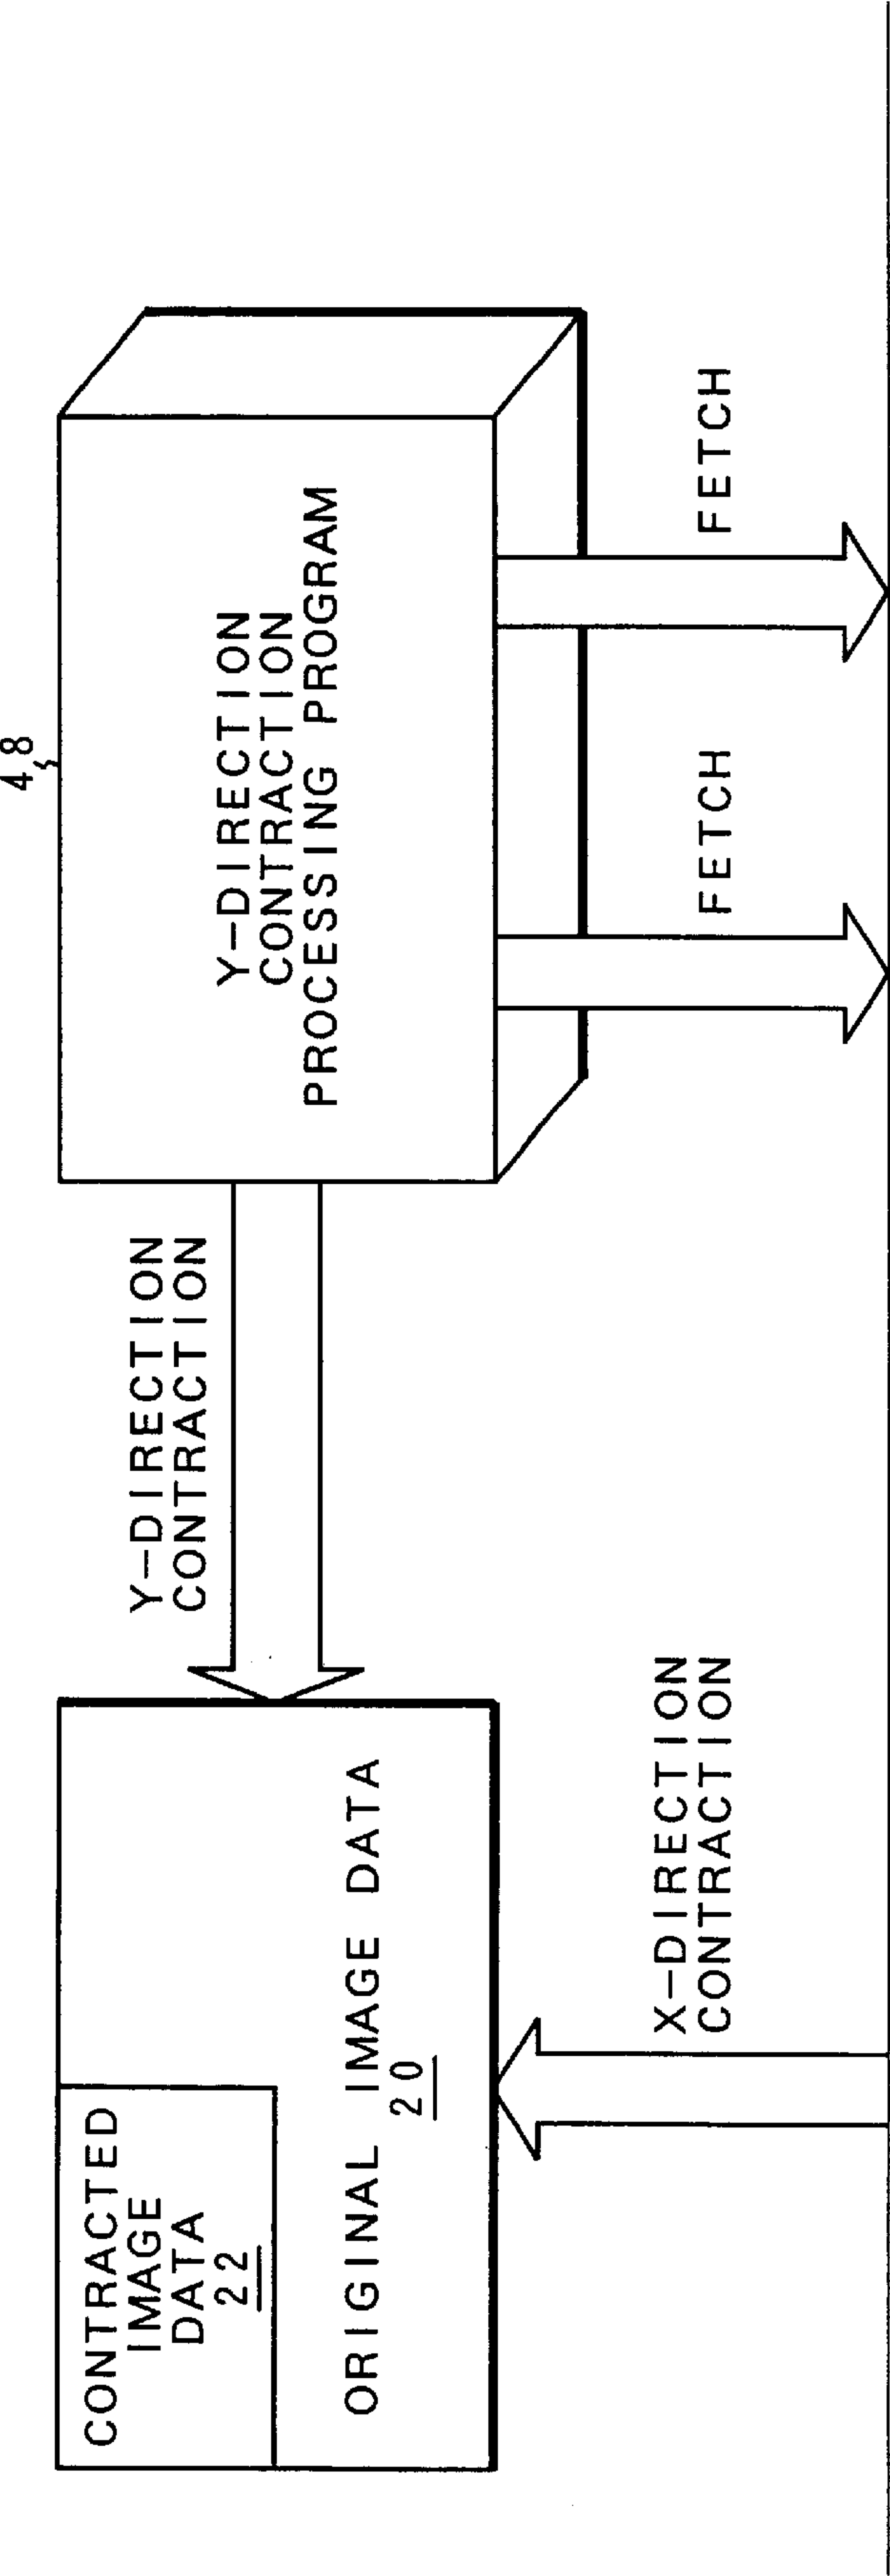 CONTRACTED
IMAGE
DATA
22
ORIGINAL IMAGE DATA
20
Y-DIRECTION
CONTRACTION
X-DIRECTION
CONTRACTION
48
Y-DIRECTION
CONTRACTION
PROCESSING PROGRAM
FETCH
FETCH